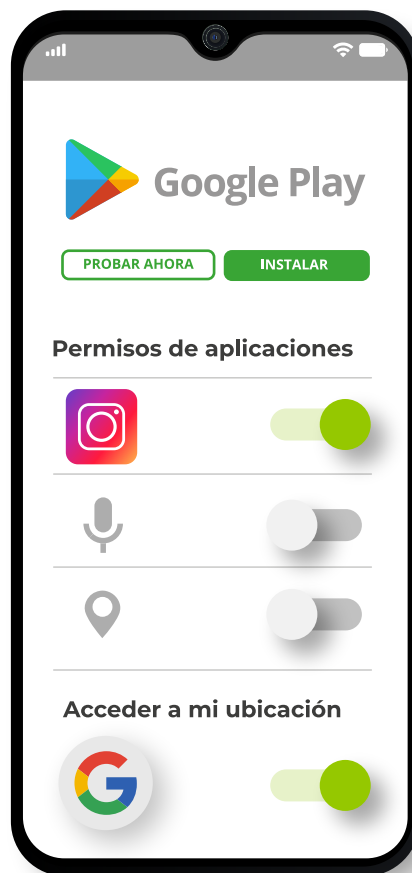 Google Play
PROBAR AHORA
INSTALAR
Permisos de aplicaciones
Acceder a mi ubicación
G